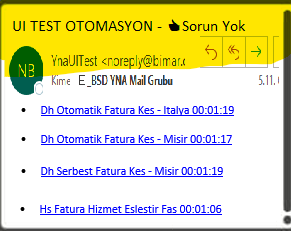 UI TEST OTOMASYON - 👍Sorun Yok
NB
YnaUITest <noreply@bimar.c
Kime E_BSD YNA Mail Grubu
5.11.
Dh Otomatik Fatura Kes - Italya 00:01:19
Dh Otomatik Fatura Kes - Misir 00:01:17
Dh Serbest Fatura Kes - Misir 00:01:19
Hs Fatura Hizmet Eslestir Fas 00:01:06